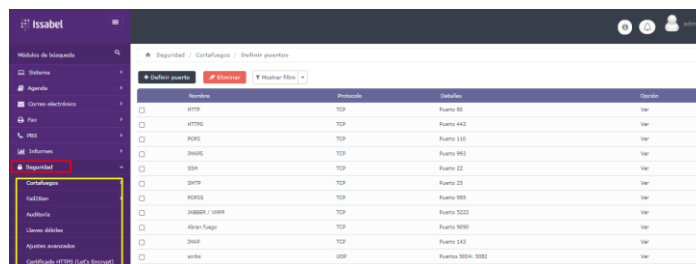 Issabel
admi
Módulos de búsqueda
Seguridad / Cortafuegos / Definir puertos
Sistema
Agenda
Correo electrónico
Fax
PBX
Informes
Seguridad
Cortafuegos
Fail2Ban
Auditoría
Llaves débiles
Ajustes avanzados
Certificado HTTPS (Let's Encrypt)
+ Definir puerto Eliminar Mostrar filtro
Nombre Protocolo Detalles Opción
HTTP TCP Puerto 80 Ver
HTTPS TCP Puerto 443 Ver
POP3 TCP Puerto 110 Ver
IMAPS TCP Puerto 993 Ver
SSH TCP Puerto 22 Ver
SMTP TCP Puerto 25 Ver
POP3S TCP Puerto 995 Ver
JABBER / XMPP TCP Puerto 5222 Ver
Abran fuego TCP Puerto 9090 Ver
IMAP TCP Puerto 143 Ver
sorbo UDP Puertos 5004: 5082 Ver